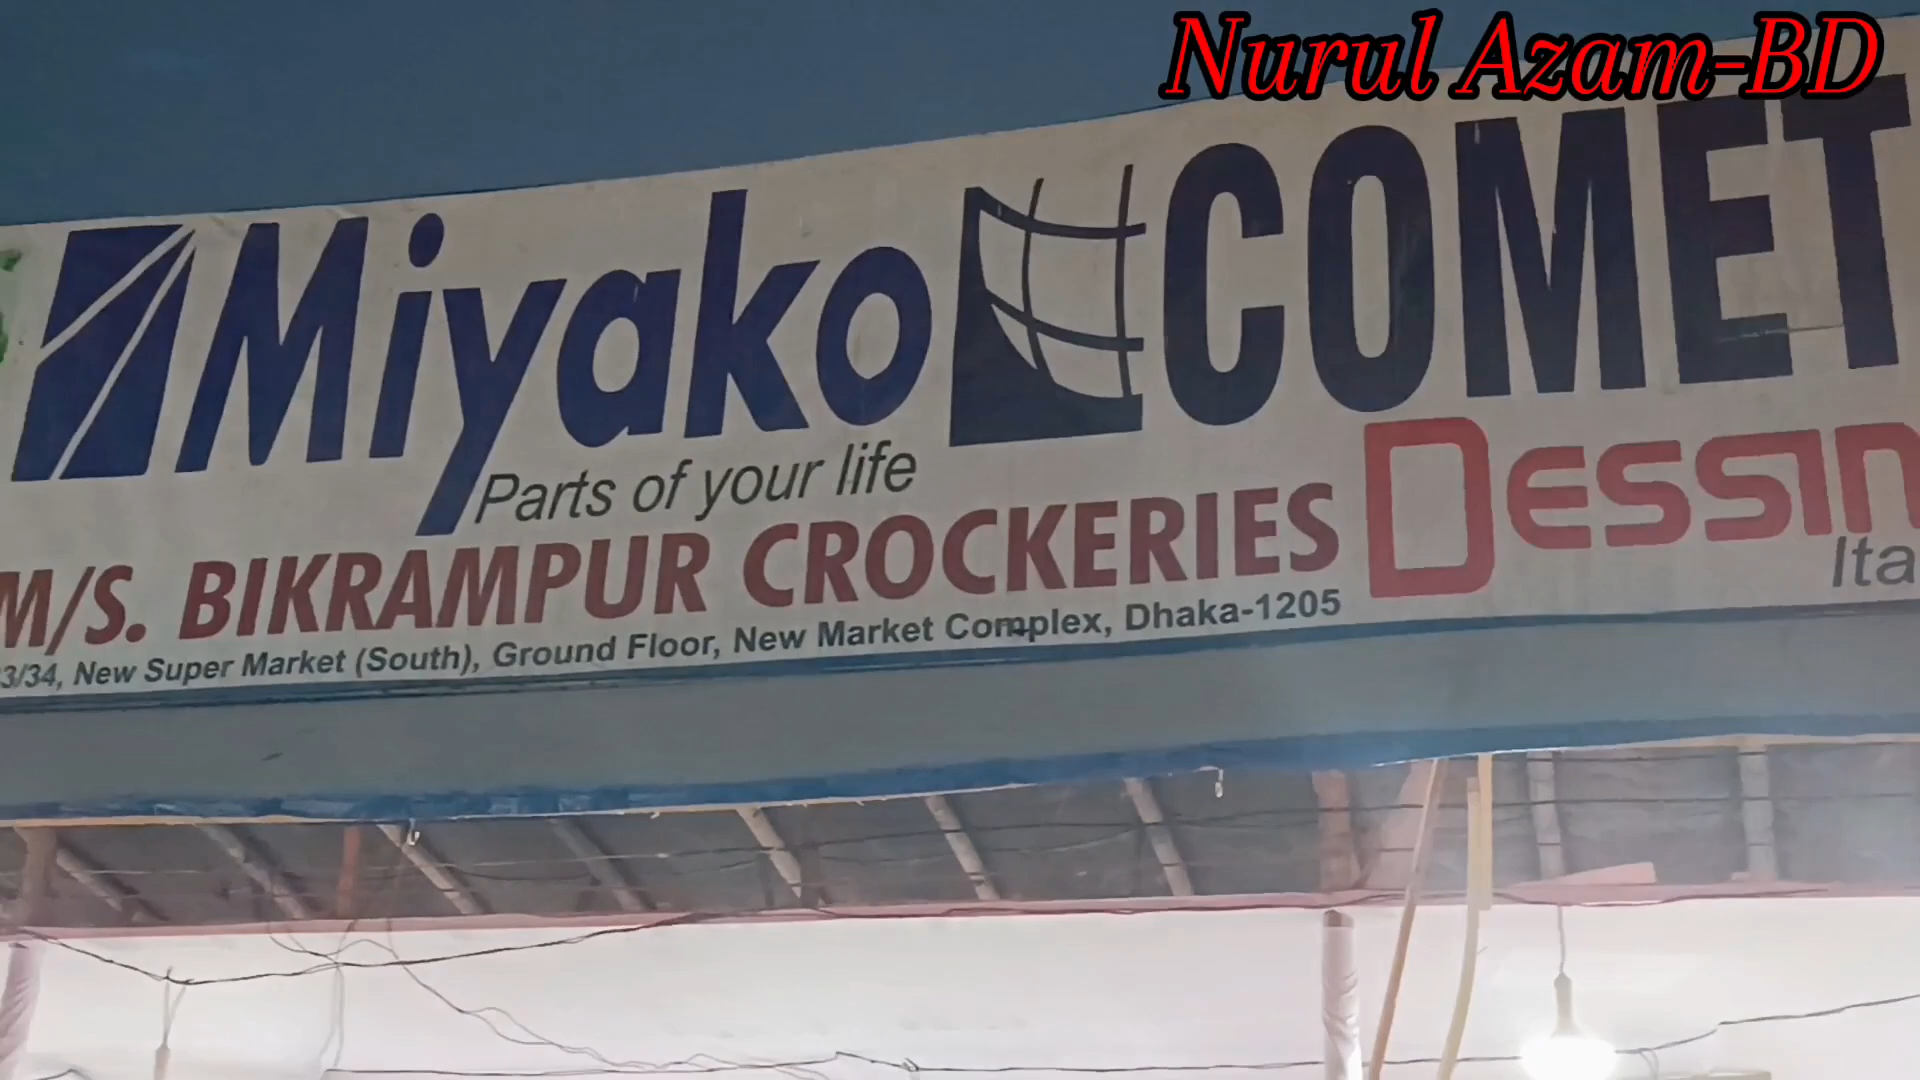 Nurul Azam-BD
Miyako
Parts of your life
COMET
DESSIN
M/S. BIKRAMPUR CROCKERIES
3/34, New Super Market (South), Ground Floor, New Market Complex, Dhaka-1205